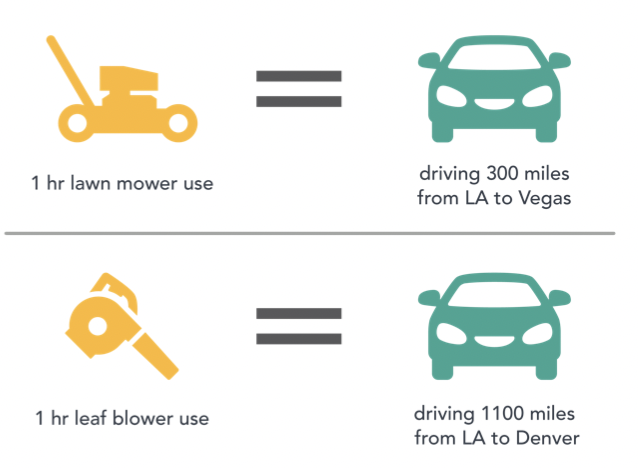 1 hr lawn mower use
driving 300 miles
from LA to Vegas
1 hr leaf blower use
driving 1100 miles
from LA to Denver